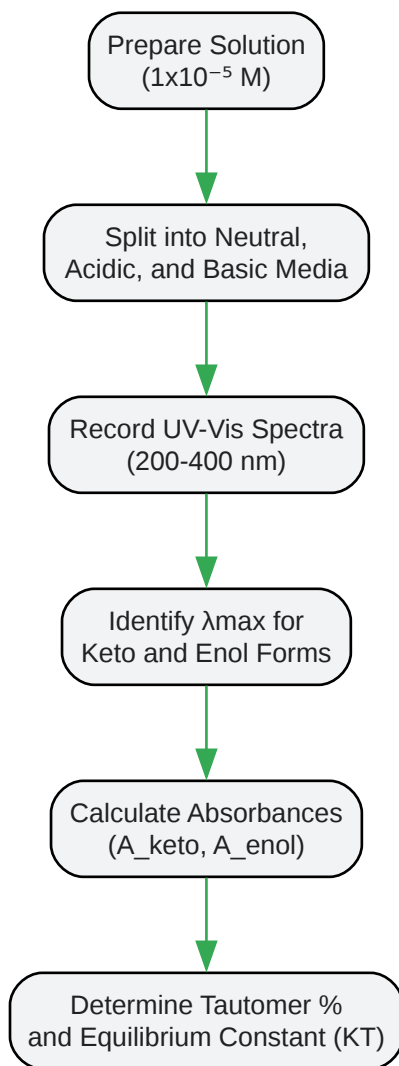 Prepare Solution
(1x10⁻⁵ M)
Split into Neutral,
Acidic, and Basic Media
Record UV-Vis Spectra
(200-400 nm)
Identify λmax for
Keto and Enol Forms
Calculate Absorbances
(A_keto, A_enol)
Determine Tautomer %
and Equilibrium Constant (KT)